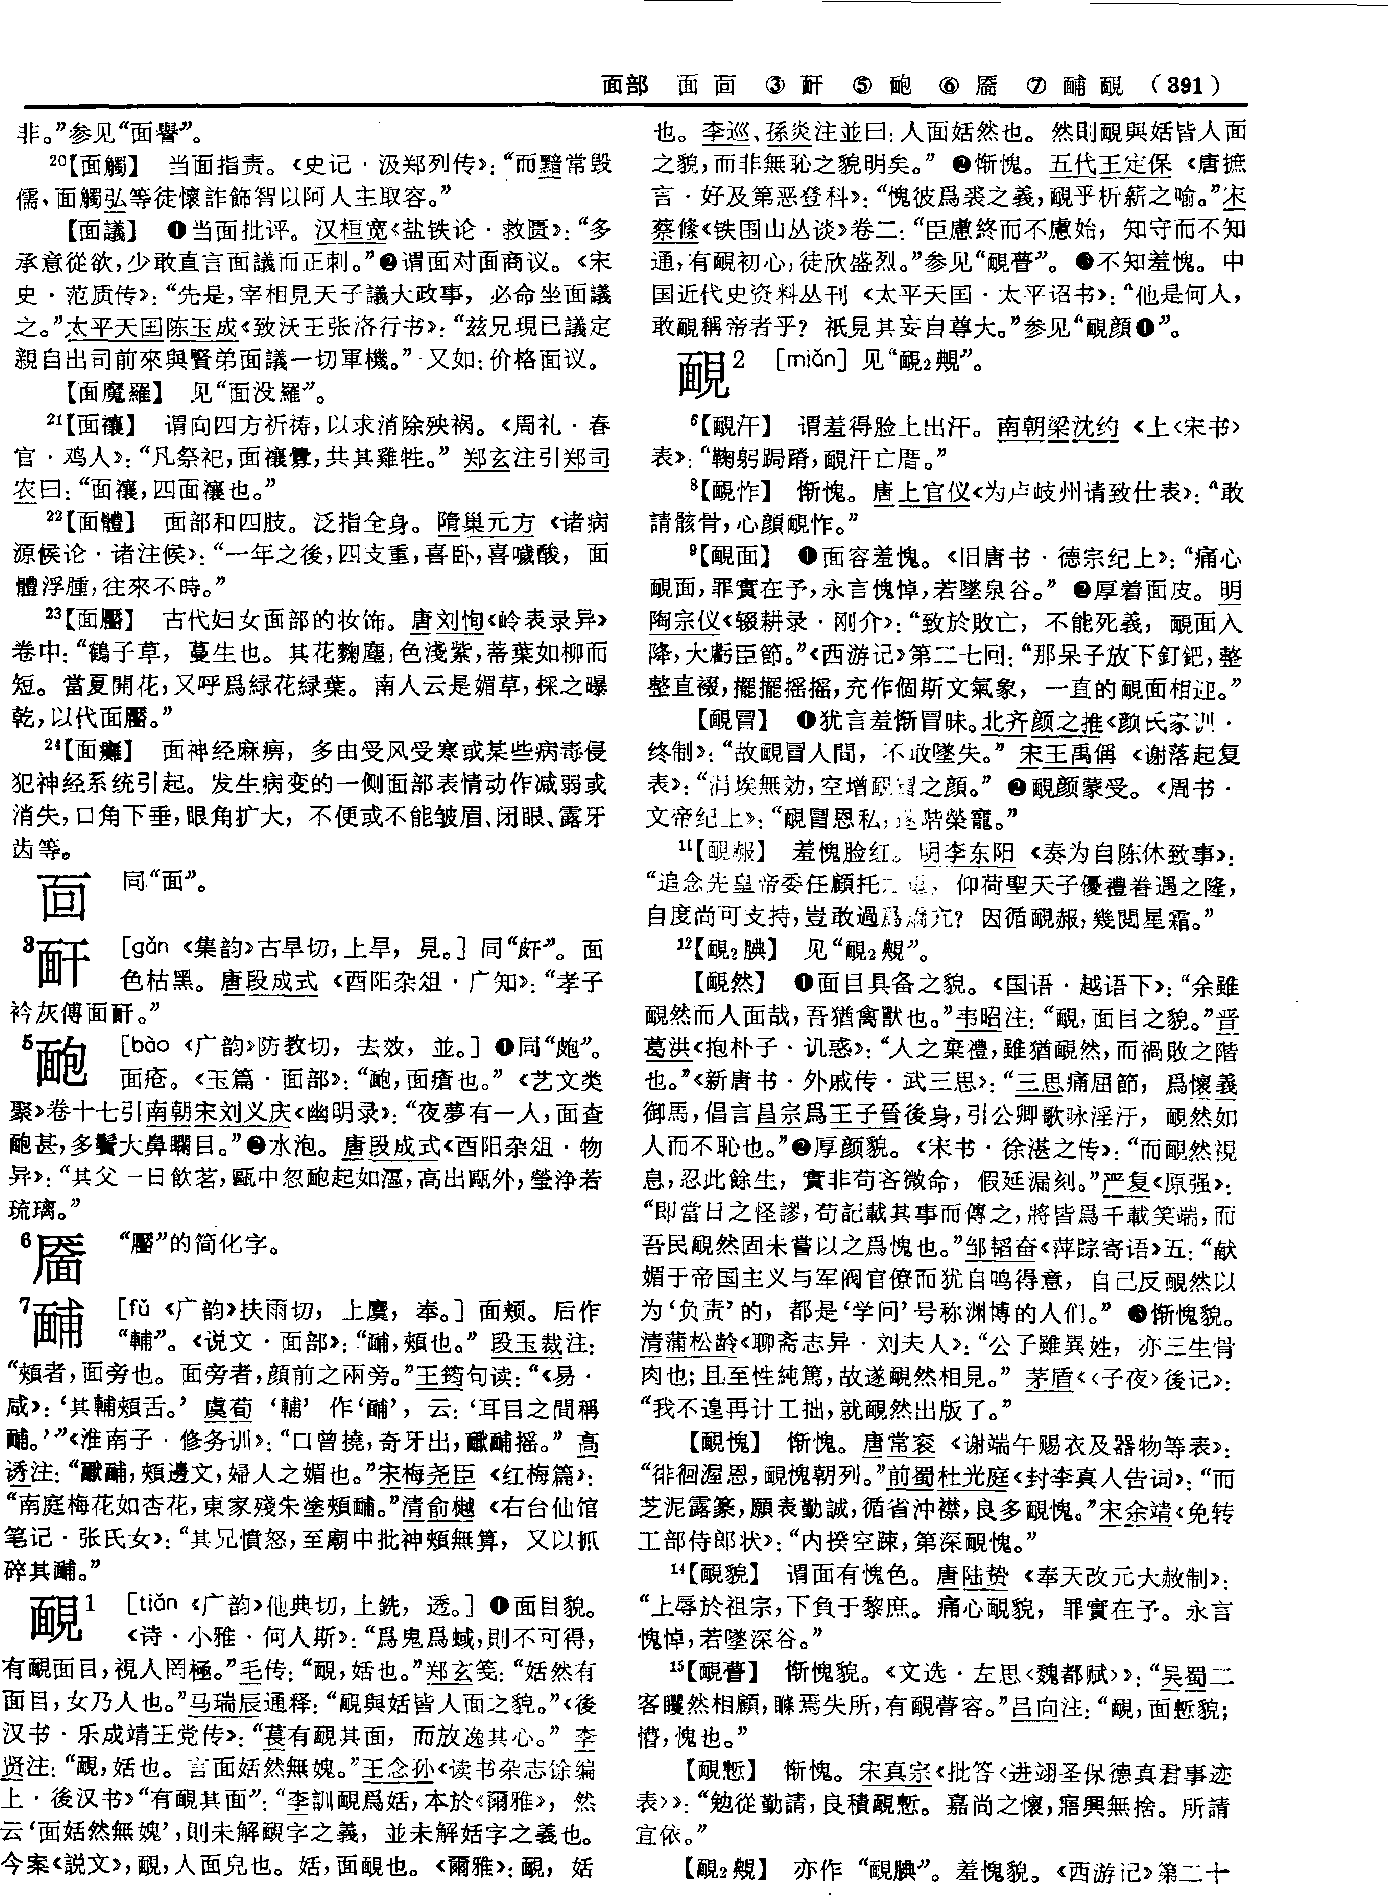 面部 面 靣 ③ 䩑 ⑤ 靤 ⑥ 靥 ⑦ 䩉 靦 （391）
非。”参见“面譽”。
²⁰【面觸】 当面指责。《史记·汲郑列传》：“而黯常毁
儒、面觸弘等徒懷詐飾智以阿人主取容。”
【面議】 ❶当面批评。汉桓宽《盐铁论·救匮》：“多
承意從欲，少敢直言面議而正刺。”❷谓面对面商议。《宋
史·范质传》：“先是，宰相見天子議大政事，必命坐面議
之。”太平天囯陈玉成《致沃王张洛行书》：“兹兄現已議定
親自出司前來與賢弟面議一切軍機。”又如：价格面议。
【面魔羅】 见“面没羅”。
²¹【面禳】 谓向四方祈祷，以求消除殃祸。《周礼·春
官·鸡人》：“凡祭祀，面禳釁，共其雞牲。”郑玄注引郑司
农曰：“面禳，四面禳也。”
²²【面體】 面部和四肢。泛指全身。隋巢元方《诸病
源候论·诸注候》：“一年之後，四支重，喜卧，喜噦酸，面
體浮腫，往來不時。”
²³【面靨】 古代妇女面部的妆饰。唐刘恂《岭表录异》
卷中：“鶴子草，蔓生也。其花麴塵，色淺紫，蒂葉如柳而
短。當夏開花，又呼爲緑花緑葉。南人云是媚草，採之曝
乾，以代面靨。”
²⁴【面癱】 面神经麻痹，多由受风受寒或某些病毒侵
犯神经系统引起。发生病变的一侧面部表情动作减弱或
消失，口角下垂，眼角扩大，不便或不能皱眉、闭眼、露牙
齿等。
靣 同“面”。
³䩑 [gǎn 《集韵》古旱切，上旱，見。] 同“皯”。面
色枯黑。唐段成式《酉阳杂俎·广知》：“孝子
衿灰傅面䩑。”
⁵靤 [bào 《广韵》防教切，去效，並。] ❶同“皰”。
面疮。《玉篇·面部》：“靤，面瘡也。”《艺文类
聚》卷十七引南朝宋刘义庆《幽明录》：“夜夢有一人，面查
靤甚，多鬢大鼻瞯目。”❷水泡。唐段成式《酉阳杂俎·物
异》：“其父一日飲茗，甌中忽靤起如漚，高出甌外，瑩净若
琉璃。”
⁶靥 “靨”的简化字。
⁷䩉 [fǔ 《广韵》扶雨切，上麌，奉。] 面颊。后作
“輔”。《说文·面部》：“䩉，頰也。”段玉裁注：
“頰者，面旁也。面旁者，顔前之兩旁。”王筠句读：“《易·
咸》：‘其輔頰舌。’虞荀‘輔’作‘䩉’，云：‘耳目之間稱
䩉。’”《淮南子·修务训》：“口曾撓，奇牙出，䩉摇。”高
诱注：“䩉，頰邊文，婦人之媚也。”宋梅尧臣《红梅篇》：
“南庭梅花如杏花，東家殘朱塗頰䩉。”清俞樾《右台仙馆
笔记·张氏女》：“其兄憤怒，至廟中批神頰無算，又以抓
碎其䩉。”
靦¹ [tiǎn 《广韵》他典切，上銑，透。] ❶面目貌。
《诗·小雅·何人斯》：“爲鬼爲蜮，則不可得，
有靦面目，視人罔極。”毛传：“靦，姡也。”郑玄笺：“姡然有
面目，女乃人也。”马瑞辰通释：“靦與姡皆人面之貌。”《後
汉书·乐成靖王党传》：“萇有靦其面，而放逸其心。”李
贤注：“靦，姡也。言面姡然無媿。”王念孙《读书杂志馀编
上·後汉书》“有靦其面”：“李訓靦爲姡，本於《爾雅》，然
云‘面姡然無媿’，則未解靦字之義，並未解姡字之義也。
今案《説文》，靦，人面皃也。姡，面靦也。《爾雅》：靦，姡
也。李巡、孫炎注並曰：人面姡然也。然則靦與姡皆人面
之貌，而非無恥之貌明矣。”❷惭愧。五代王定保《唐摭
言·好及第恶登科》：“愧彼爲裘之義，靦乎析薪之喻。”宋
蔡絛《铁围山丛谈》卷二：“臣慮終而不慮始，知守而不知
通，有靦初心，徒欣盛烈。”参见“靦瞢”。❸不知羞愧。中
国近代史资料丛刊《太平天囯·太平诏书》：“他是何人，
敢靦稱帝者乎？衹見其妄自尊大。”参见“靦顔❶”。
靦² [miǎn] 见“靦₂覥”。
⁶【靦汗】 谓羞得脸上出汗。南朝梁沈约《上〈宋书〉
表》：“鞠躬跼蹐，靦汗亡厝。”
⁸【靦怍】 惭愧。唐上官仪《为卢岐州请致仕表》：“敢
請骸骨，心顔靦怍。”
⁹【靦面】 ❶面容羞愧。《旧唐书·德宗纪上》：“痛心
靦面，罪實在予，永言愧悼，若墜泉谷。”❷厚着面皮。明
陶宗仪《辍耕录·刚介》：“致於敗亡，不能死義，靦面入
降，大虧臣節。”《西游记》第二七回：“那呆子放下釘鈀，整
整直裰，擺擺摇摇，充作個斯文氣象，一直的靦面相迎。”
【靦冒】 ❶犹言羞惭冒昧。北齐颜之推《颜氏家训·
终制》：“故靦冒人間，不敢墜失。”宋王禹偁《谢落起复
表》：“涓埃無効，空增靦冒之顔。”❷靦颜蒙受。《周书·
文帝纪上》：“靦冒恩私，遂階榮寵。”
¹¹【靦赧】 羞愧脸红。明李东阳《奏为自陈休致事》：
“追念先皇帝委任顧托之重，仰荷聖天子優禮眷遇之隆，
自度尚可支持，豈敢過爲矯亢？因循靦赧，幾閲星霜。”
¹²【靦₂腆】 见“靦₂覥”。
【靦然】 ❶面目具备之貌。《国语·越语下》：“余雖
靦然而人面哉，吾猶禽獸也。”韦昭注：“靦，面目之貌。”晋
葛洪《抱朴子·讥惑》：“人之棄禮，雖猶靦然，而禍敗之階
也。”《新唐书·外戚传·武三思》：“三思痛屈節，爲懷義
御馬，倡言昌宗爲王子晉後身，引公卿歌咏淫汙，靦然如
人而不恥也。”❷厚颜貌。《宋书·徐湛之传》：“而靦然視
息，忍此餘生，實非苟吝微命，假延漏刻。”严复《原强》：
“即當日之怪謬，苟記載其事而傳之，將皆爲千載笑端，而
吾民靦然固未嘗以之爲愧也。”邹韬奋《萍踪寄语》五：“献
媚于帝国主义与军阀官僚而犹自鸣得意，自己反靦然以
为‘负责’的，都是‘学问’号称渊博的人们。”❸惭愧貌。
清蒲松龄《聊斋志异·刘夫人》：“公子雖異姓，亦三生骨
肉也；且至性純篤，故遂靦然相見。”茅盾《〈子夜〉後记》：
“我不遑再计工拙，就靦然出版了。”
【靦愧】 惭愧。唐常衮《谢端午赐衣及器物等表》：
“徘徊渥恩，靦愧朝列。”前蜀杜光庭《封李真人告词》：“而
芝泥露篆，願表勤誠，循省沖襟，良多靦愧。”宋余靖《免转
工部侍郎状》：“内揆空疎，第深靦愧。”
¹⁴【靦貌】 谓面有愧色。唐陆贽《奉天改元大赦制》：
“上辱於祖宗，下負于黎庶。痛心靦貌，罪實在予。永言
愧悼，若墜深谷。”
¹⁵【靦瞢】 惭愧貌。《文选·左思〈魏都赋〉》：“吴蜀二
客矍然相顧，䁷焉失所，有靦瞢容。”吕向注：“靦，面慙貌；
懵，愧也。”
【靦慙】 惭愧。宋真宗《批答〈进翊圣保德真君事迹
表〉》：“勉從勤請，良積靦慙。嘉尚之懷，寤興無捨。所請
宜依。”
【靦₂覥】 亦作“靦腆”。羞愧貌。《西游记》第二十